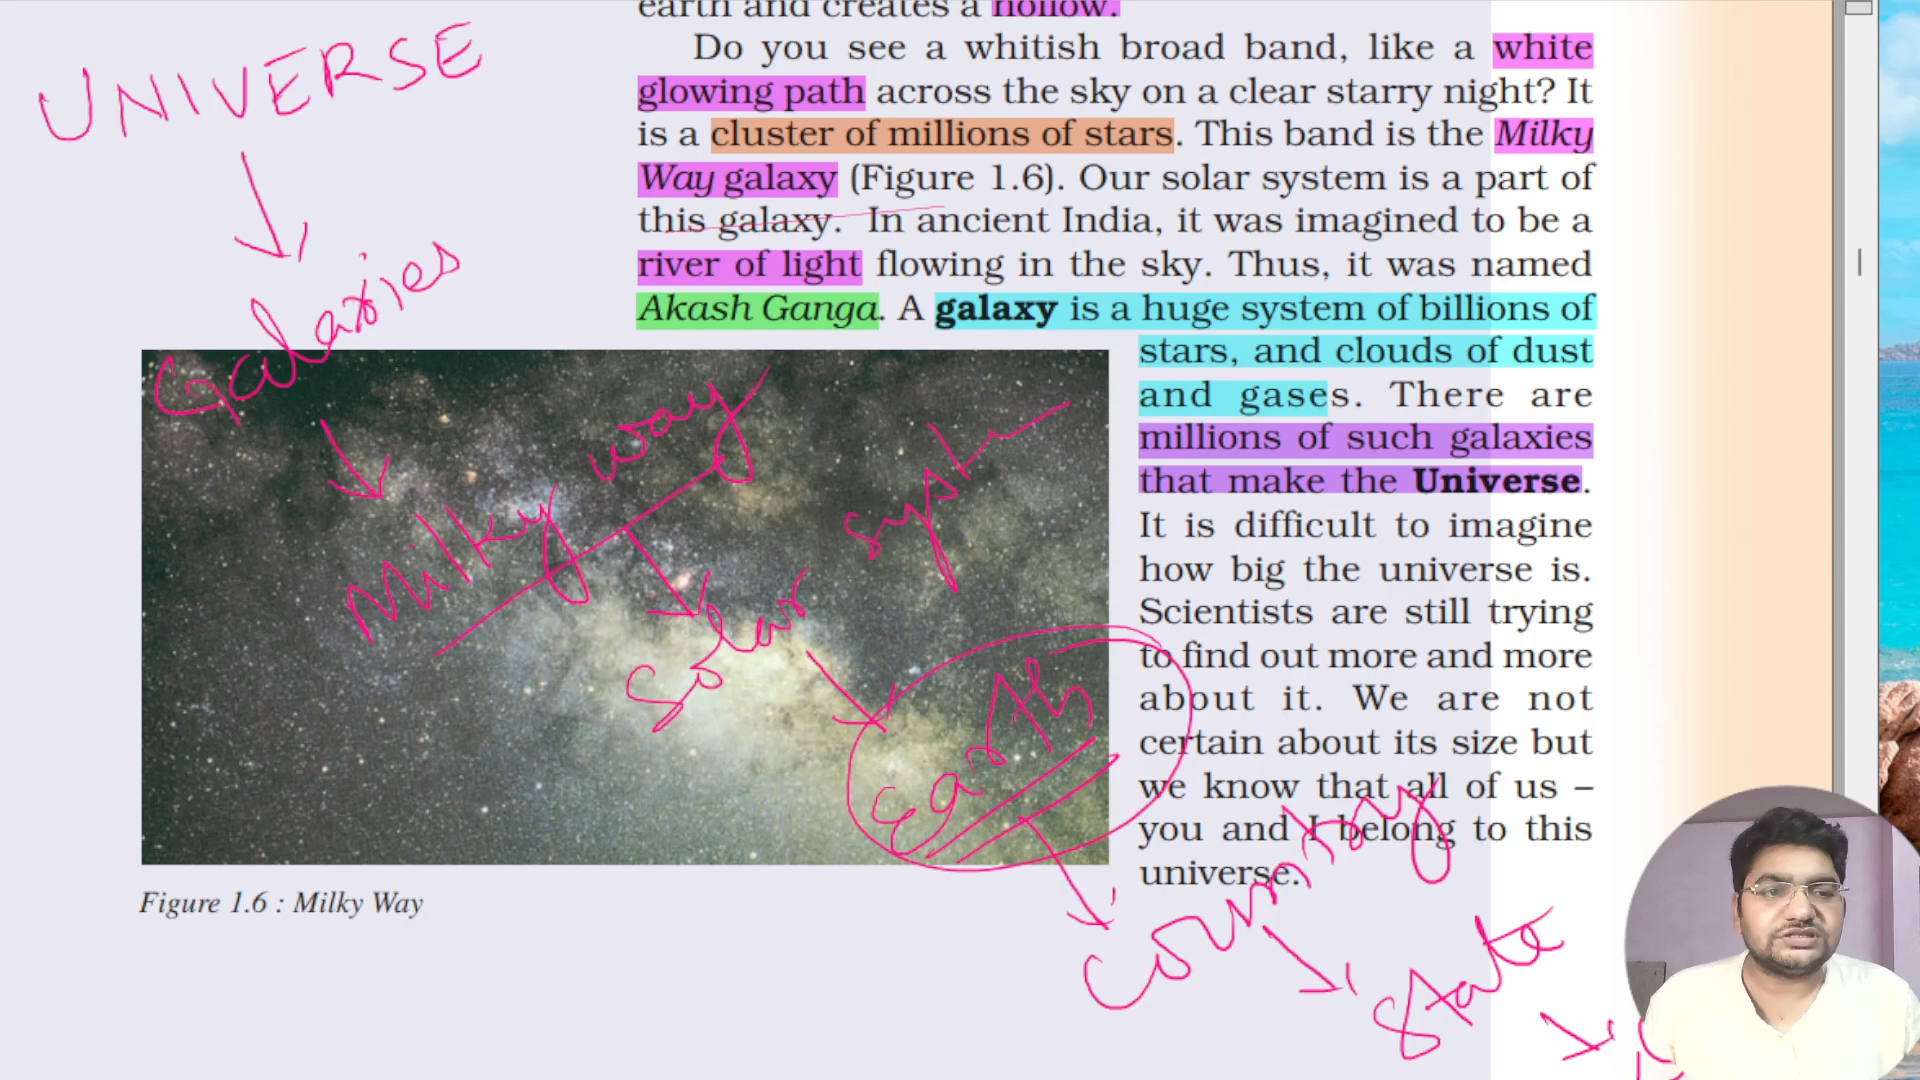 earth and creates a hollow.
Do you see a whitish broad band, like a white
glowing path across the sky on a clear starry night? It
is a cluster of millions of stars. This band is the Milky
Way galaxy (Figure 1.6). Our solar system is a part of
this galaxy. In ancient India, it was imagined to be a
river of light flowing in the sky. Thus, it was named
Akash Ganga. A galaxy is a huge system of billions of
stars, and clouds of dust
and gases. There are
millions of such galaxies
that make the Universe.
It is difficult to imagine
how big the universe is.
Scientists are still trying
to find out more and more
about it. We are not
certain about its size but
we know that all of us –
you and I belong to this
universe.
Figure 1.6 : Milky Way
UNIVERSE
Galaxies
Milky way
Solar
Earth
Country
State